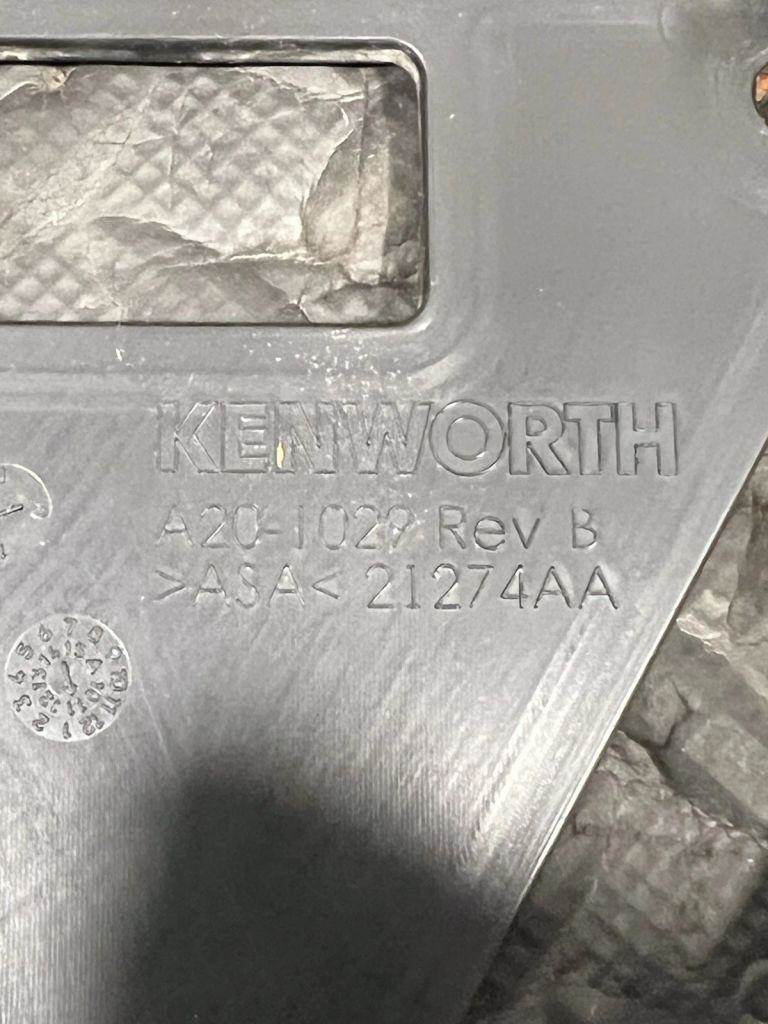 KENWORTH
A20-1029 Rev B
>ASA< 21274AA